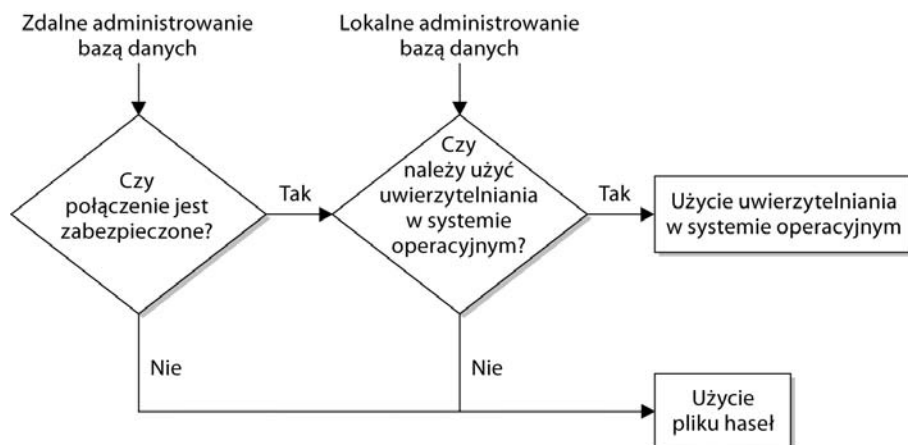 Zdalne administrowanie
bazą danych
Lokalne administrowanie
bazą danych
Czy
połączenie jest
zabezpieczone?
Tak
Czy
należy użyć
uwierzytelniania
w systemie
operacyjnym?
Tak
Użycie uwierzytelniania
w systemie operacyjnym
Nie
Nie
Użycie
pliku haseł